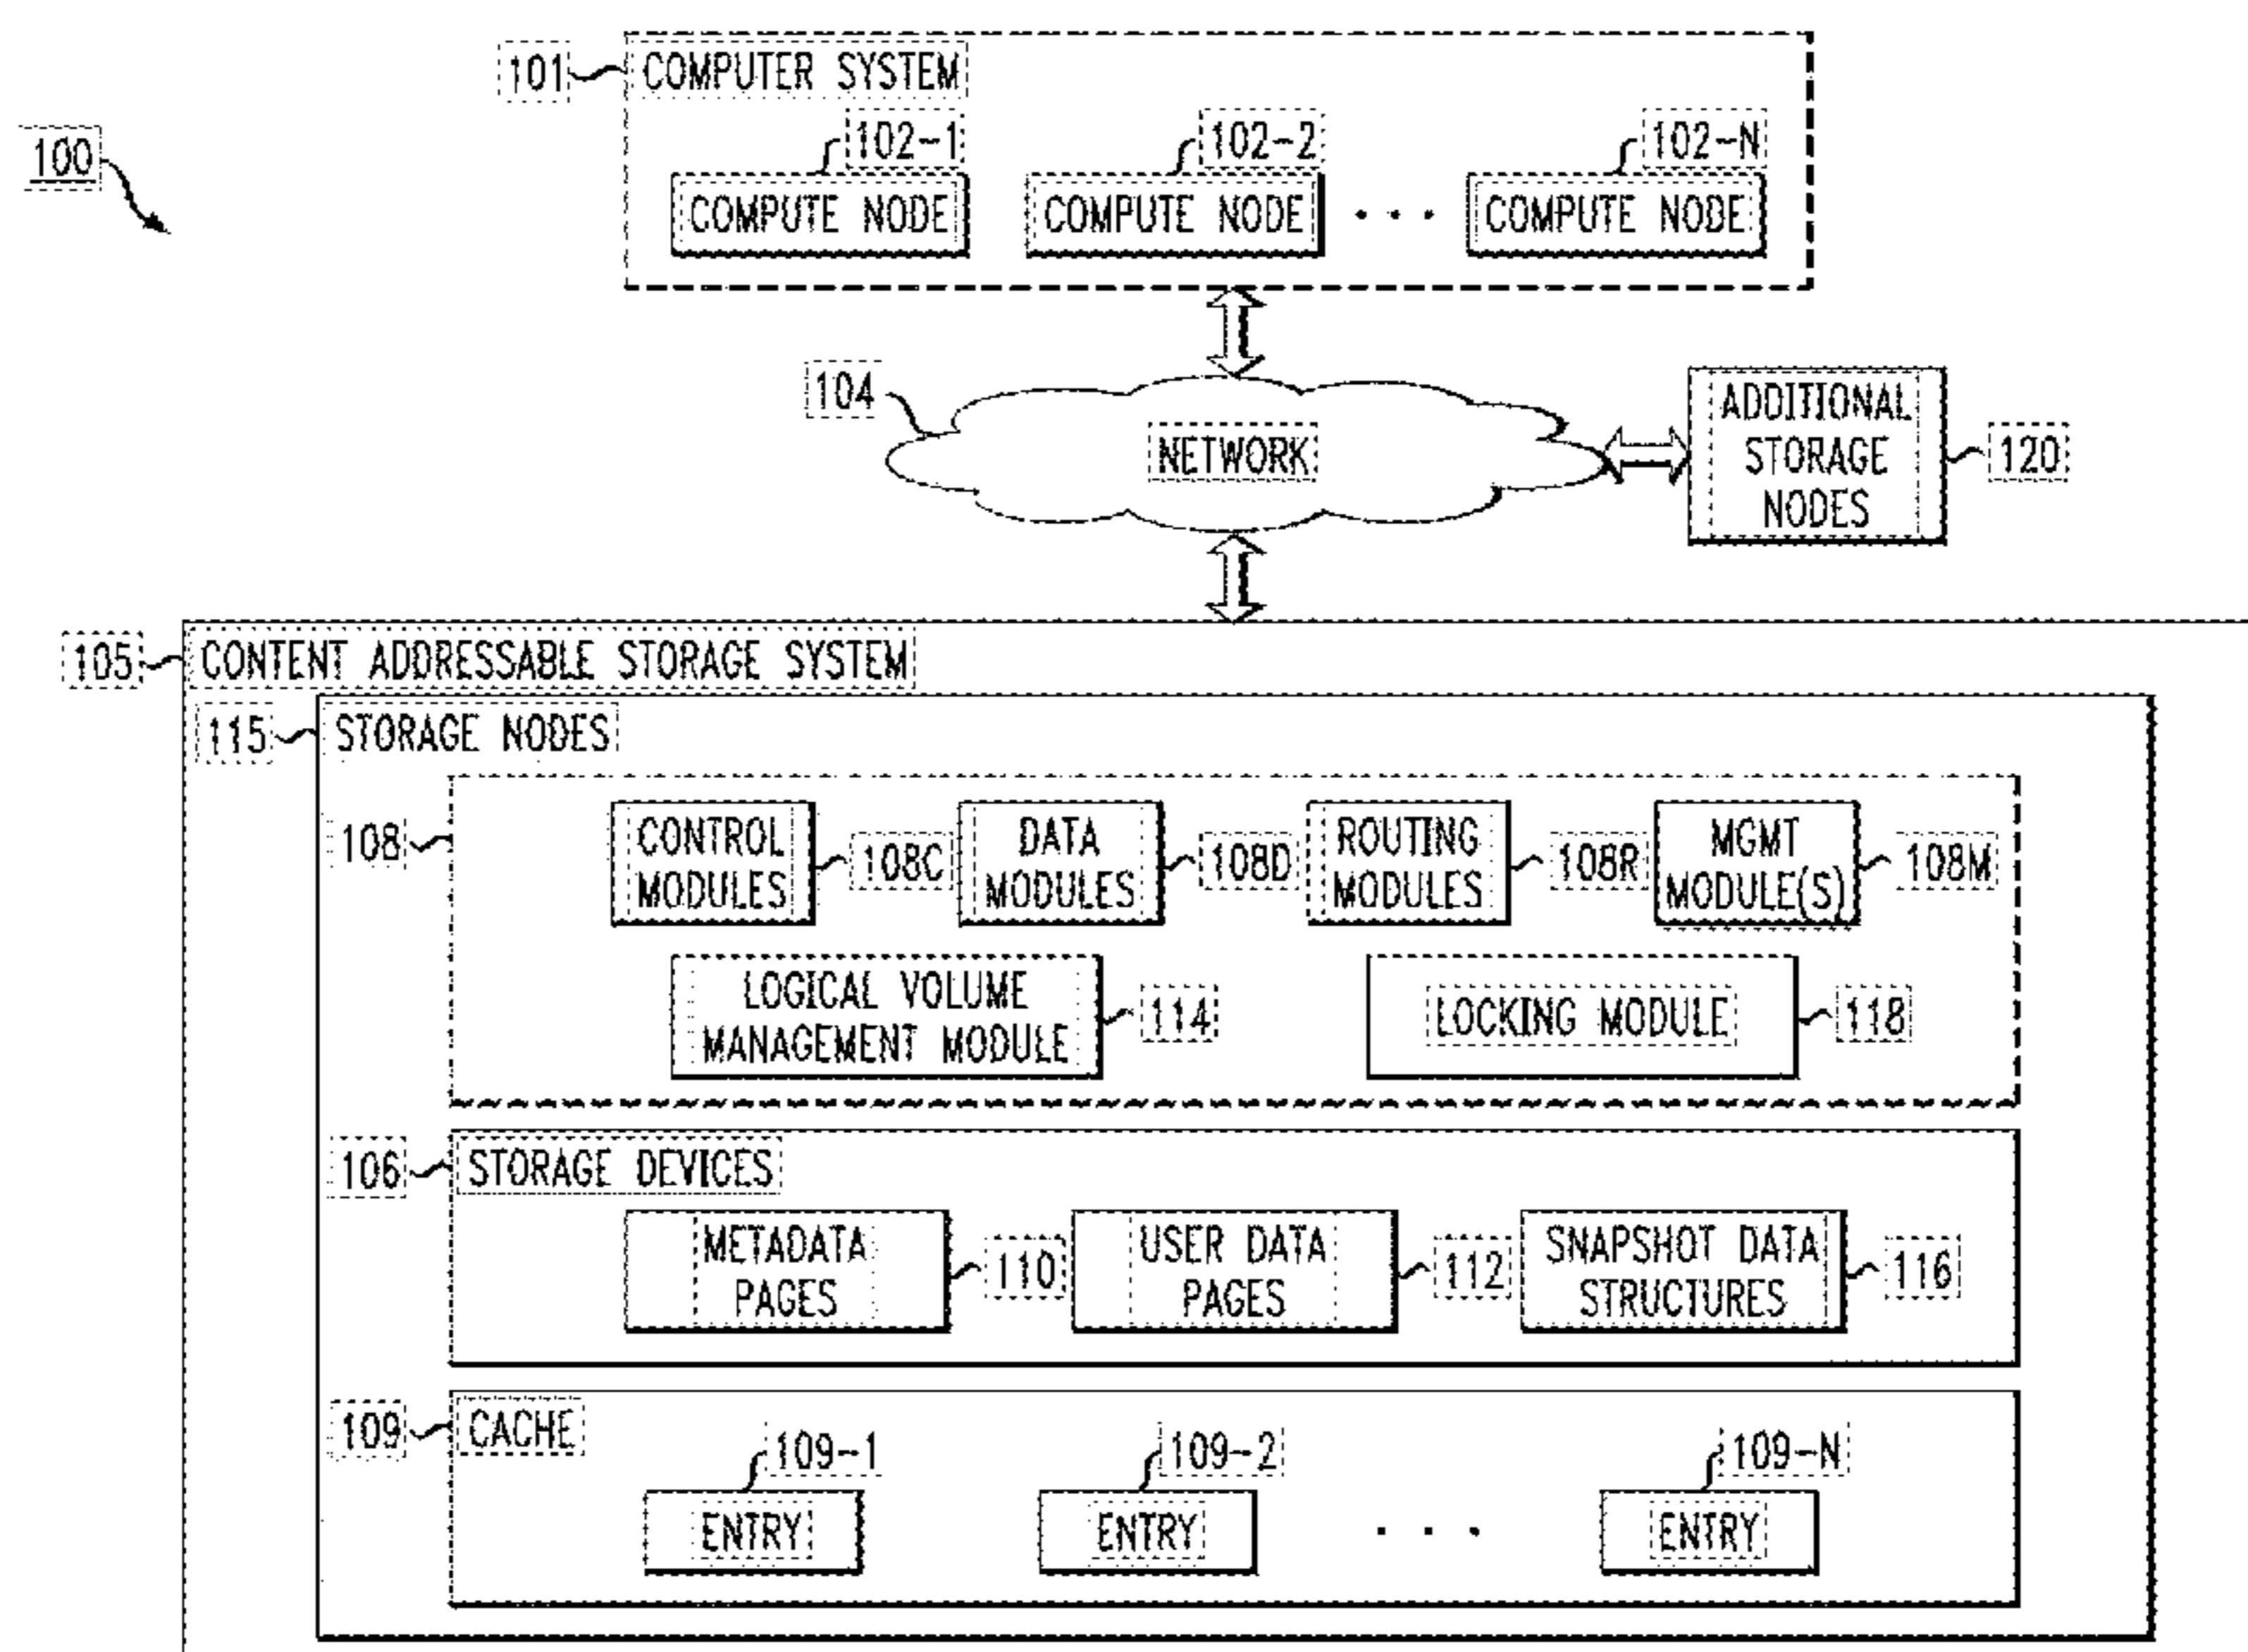 100
101
COMPUTER SYSTEM
102-1
102-2
102-N
COMPUTE NODE
COMPUTE NODE
. . .
COMPUTE NODE
104
NETWORK
ADDITIONAL
STORAGE
NODES
120
105
CONTENT ADDRESSABLE STORAGE SYSTEM
115
STORAGE NODES
108
CONTROL
MODULES
108C
DATA
MODULES
108D
ROUTING
MODULES
108R
MGMT
MODULE(S)
108M
LOGICAL VOLUME
MANAGEMENT MODULE
114
LOCKING MODULE
118
106
STORAGE DEVICES
METADATA
PAGES
110
USER DATA
PAGES
112
SNAPSHOT DATA
STRUCTURES
116
109
CACHE
109-1
109-2
109-N
ENTRY
ENTRY
. . .
ENTRY